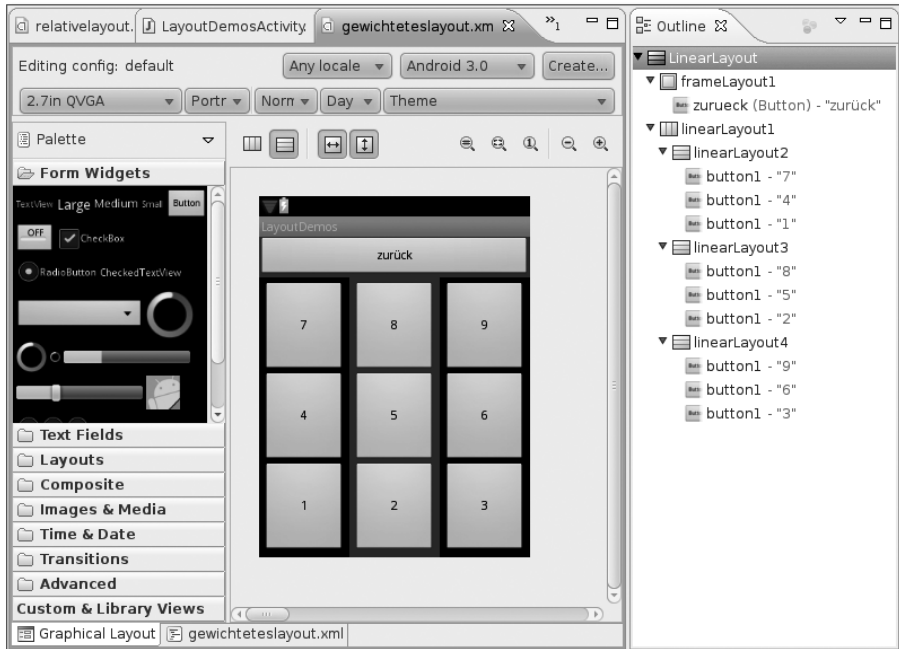 relativelayout.
LayoutDemosActivity.
gewichteteslayout.xm
»1
Editing config: default
Any locale
Android 3.0
Create...
2.7in QVGA
Portr
Norn
Day
Theme
Palette
Form Widgets
TextView Large Medium Small Button
OFF
CheckBox
RadioButton CheckedTextView
Text Fields
Layouts
Composite
Images & Media
Time & Date
Transitions
Advanced
Custom & Library Views
1
LayoutDemos
zurück
7 8 9
4 5 6
1 2 3
Graphical Layout
gewichteteslayout.xml
Outline
LinearLayout
frameLayout1
zurueck (Button) - "zurück"
linearLayout1
linearLayout2
button1 - "7"
button1 - "4"
button1 - "1"
linearLayout3
button1 - "8"
button1 - "5"
button1 - "2"
linearLayout4
button1 - "9"
button1 - "6"
button1 - "3"